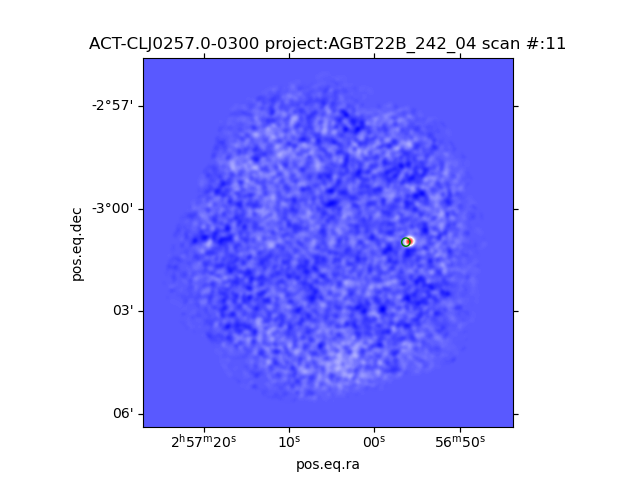 ACT-CLJ0257.0-0300 project:AGBT22B_242_04 scan #:11
-2°57'
-3°00'
03'
06'
pos.eq.dec
2ʰ57ᵐ20ˢ 10ˢ 00ˢ 56ᵐ50ˢ
pos.eq.ra